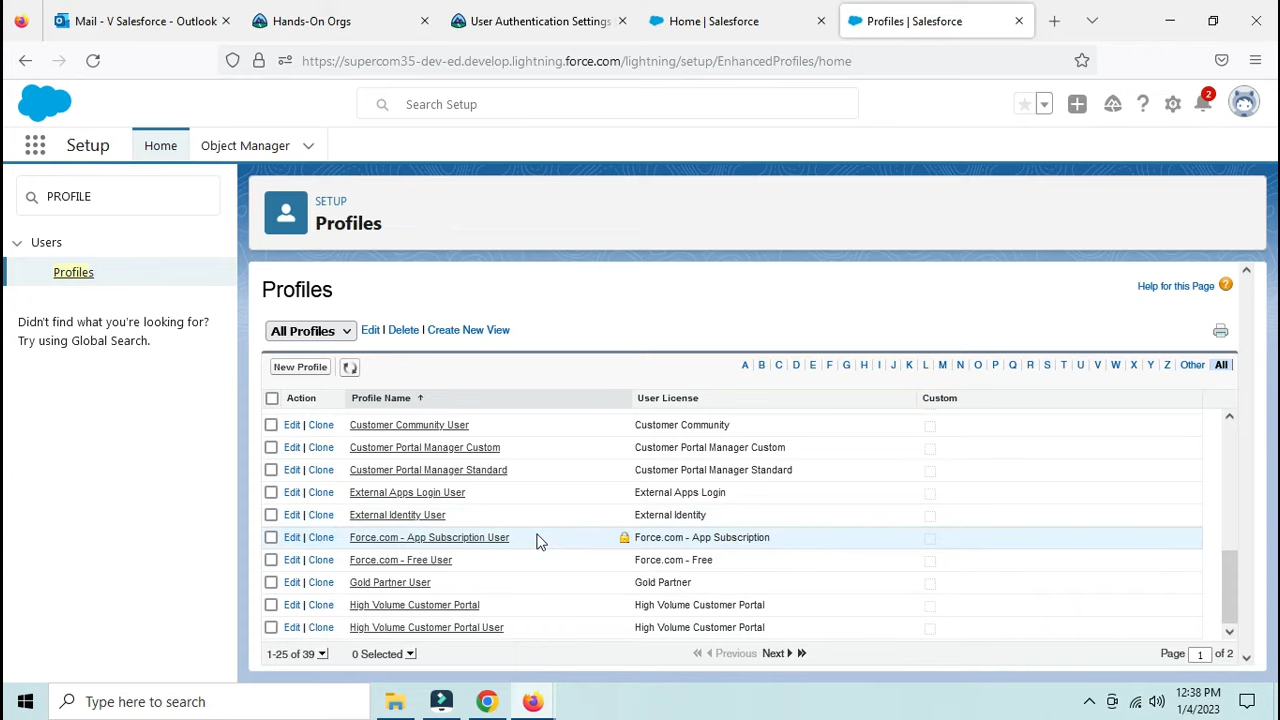 Mail - V Salesforce - Outlook
Hands-On Orgs
User Authentication Settings
Home | Salesforce
Profiles | Salesforce
https://supercom35-dev-ed.develop.lightning.force.com/lightning/setup/EnhancedProfiles/home
Search Setup
2
Setup
Home
Object Manager
PROFILE
Users
Profiles
Didn't find what you're looking for?
Try using Global Search.
SETUP
Profiles
Profiles
Help for this Page ?
All Profiles
Edit | Delete | Create New View
New Profile
A B C D E F G H I J K L M N O P Q R S T U V W X Y Z Other All
Action Profile Name User License Custom
Edit | Clone Customer Community User Customer Community
Edit | Clone Customer Portal Manager Custom Customer Portal Manager Custom
Edit | Clone Customer Portal Manager Standard Customer Portal Manager Standard
Edit | Clone External Apps Login User External Apps Login
Edit | Clone External Identity User External Identity
Edit | Clone Force.com - App Subscription User Force.com - App Subscription
Edit | Clone Force.com - Free User Force.com - Free
Edit | Clone Gold Partner User Gold Partner
Edit | Clone High Volume Customer Portal High Volume Customer Portal
Edit | Clone High Volume Customer Portal User High Volume Customer Portal
1-25 of 39 0 Selected Previous Next Page 1 of 2
Type here to search
12:38 PM
1/4/2023